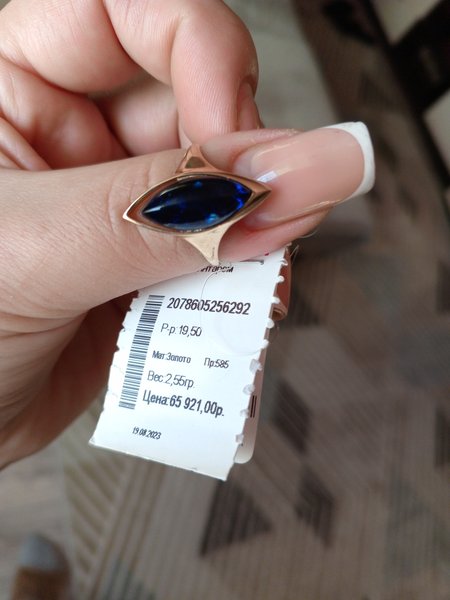 2078605256292
Р-р:19,50
Мат:Золото Пр:585
Вес:2,55гр.
Цена:65 921,00р.
19.08.2023